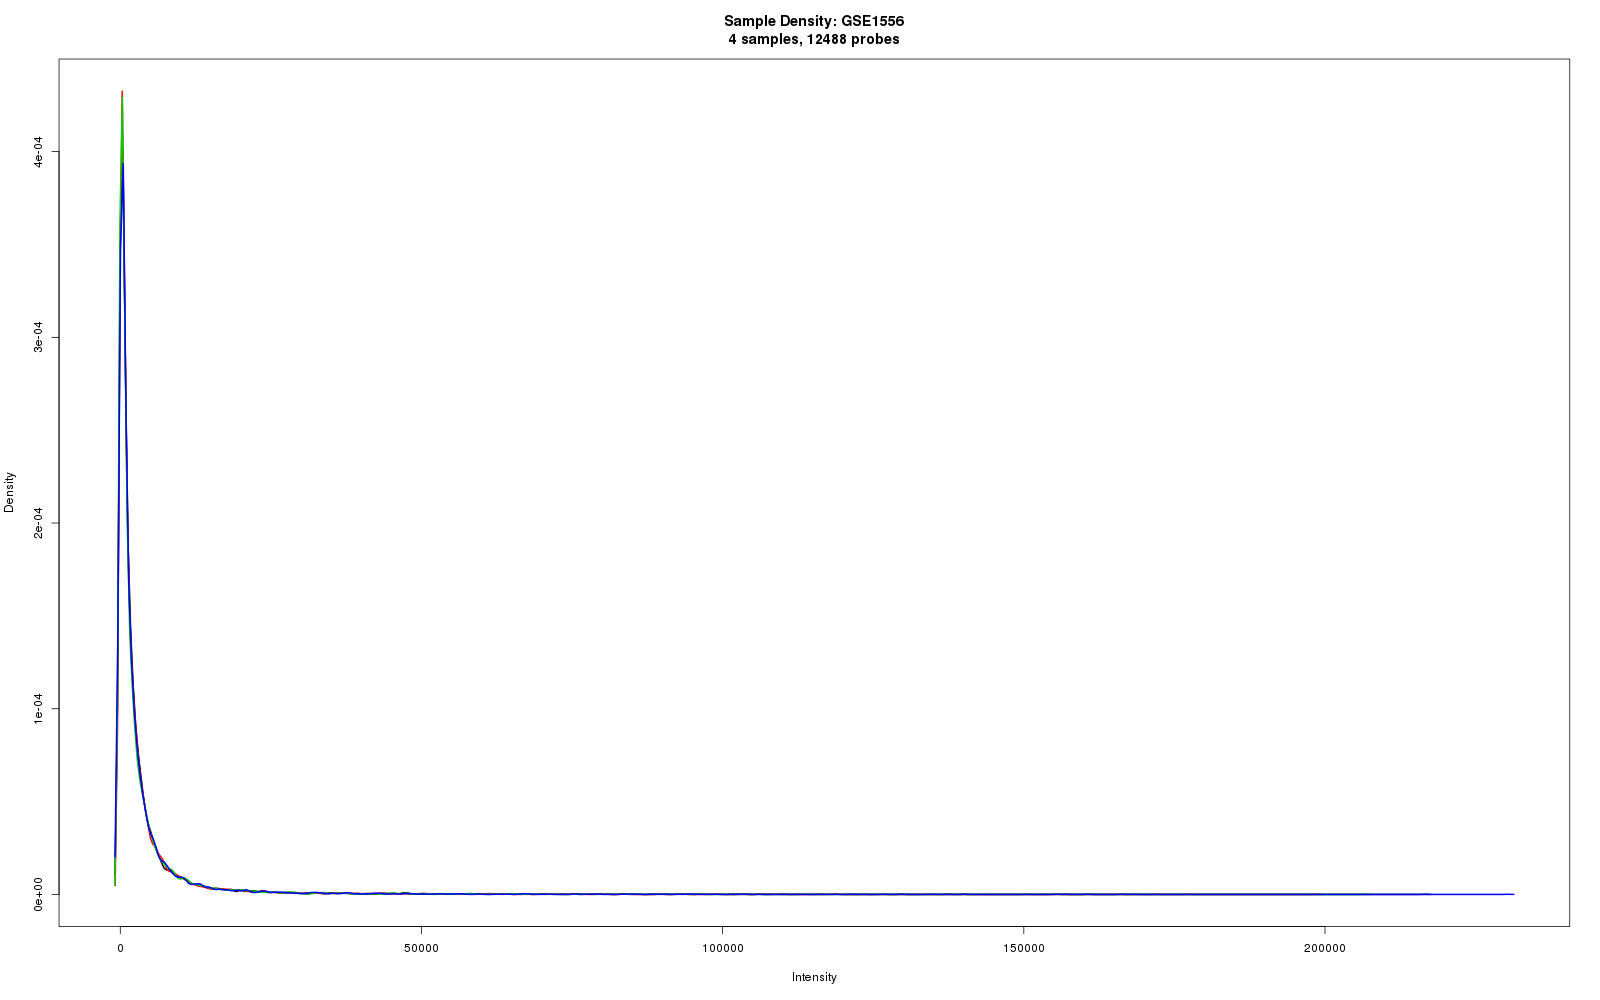 Sample Density: GSE1556
4 samples, 12488 probes
Density
4e-04
3e-04
2e-04
1e-04
0e+00
0
50000
100000
150000
200000
Intensity